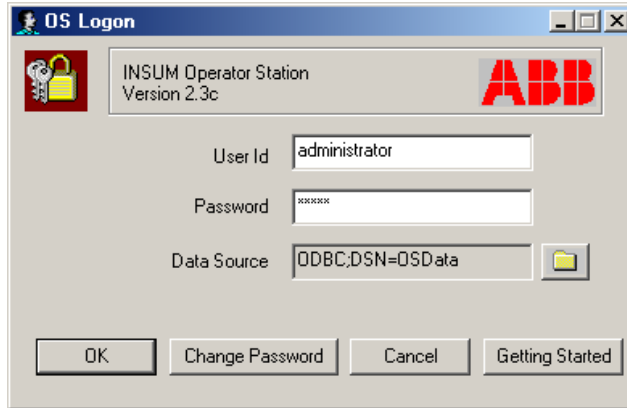 OS Logon
INSUM Operator Station
Version 2.3c
ABB
User Id
administrator
Password
*****
Data Source
ODBC;DSN=OSData
OK
Change Password
Cancel
Getting Started